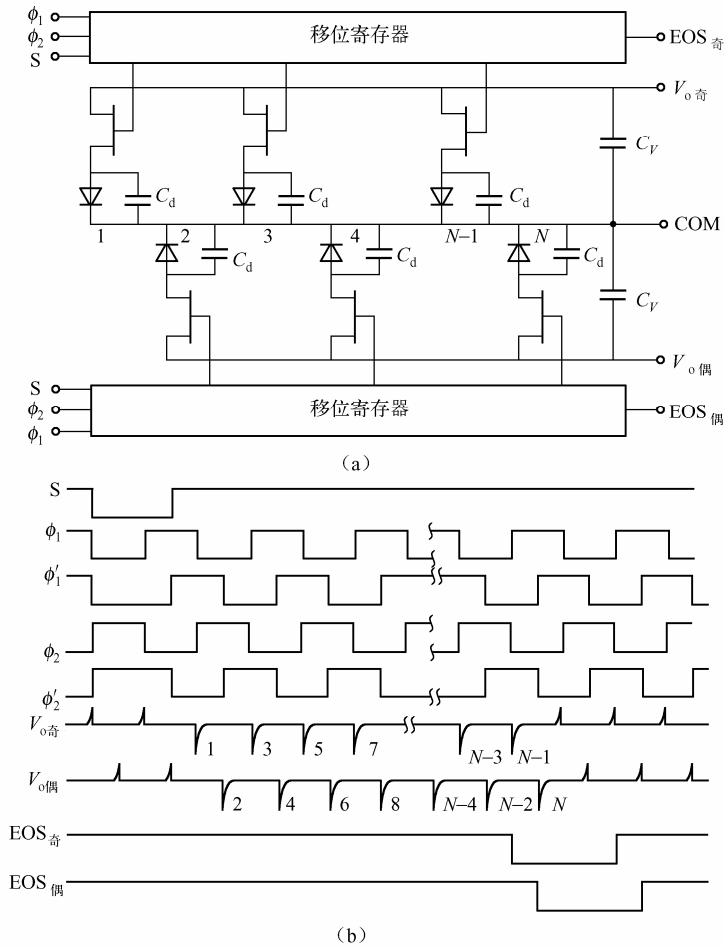 ϕ1
ϕ2
S
移位寄存器
EOS奇
Vo奇
CV
Cd
Cd
Cd
1
2
3
4
N−1
N
COM
Cd
Cd
Cd
CV
Vo偶
S
ϕ2
ϕ1
移位寄存器
EOS偶
（a）
S
ϕ1
ϕ′1
ϕ2
ϕ′2
Vo奇
1
3
5
7
N−3
N−1
Vo偶
2
4
6
8
N−4
N−2
N
EOS奇
EOS偶
（b）